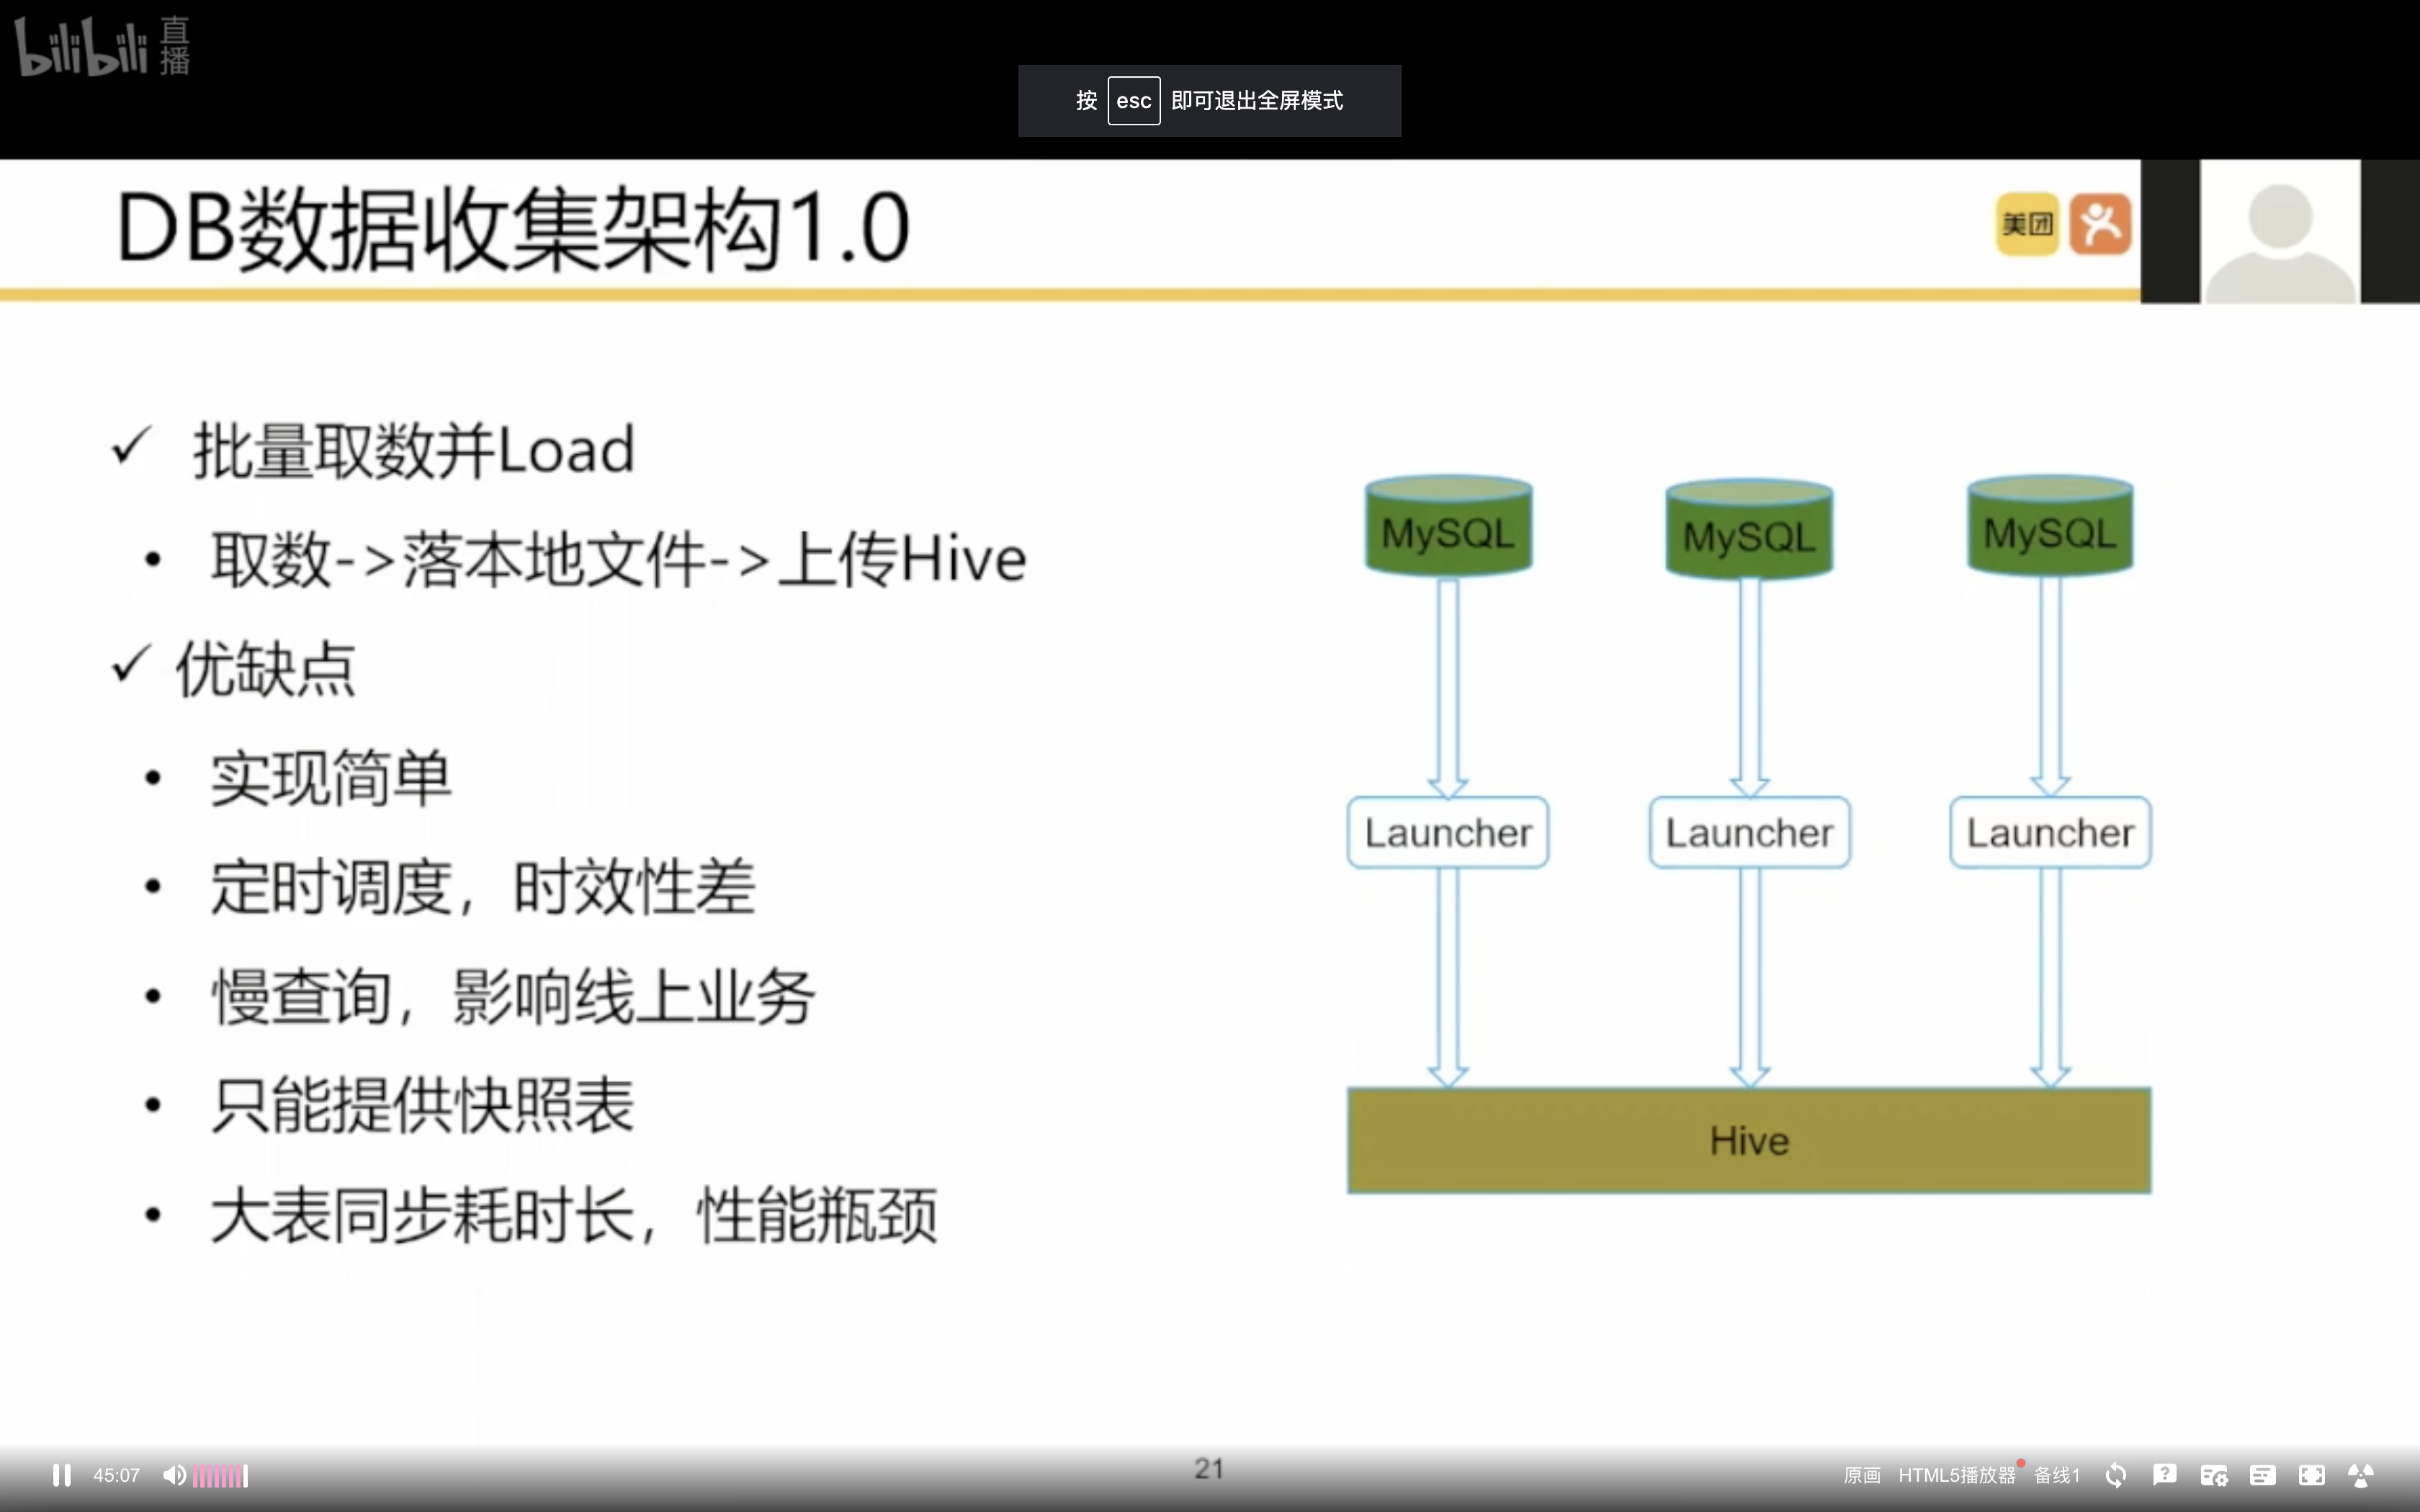 bilibili 直播
按 esc 即可退出全屏模式
DB数据收集架构1.0
美团
✓ 批量取数并Load
• 取数->落本地文件->上传Hive
✓ 优缺点
• 实现简单
• 定时调度，时效性差
• 慢查询，影响线上业务
• 只能提供快照表
• 大表同步耗时长，性能瓶颈
MySQL MySQL MySQL
Launcher Launcher Launcher
Hive
21
45:07
原画 HTML5播放器 备线1